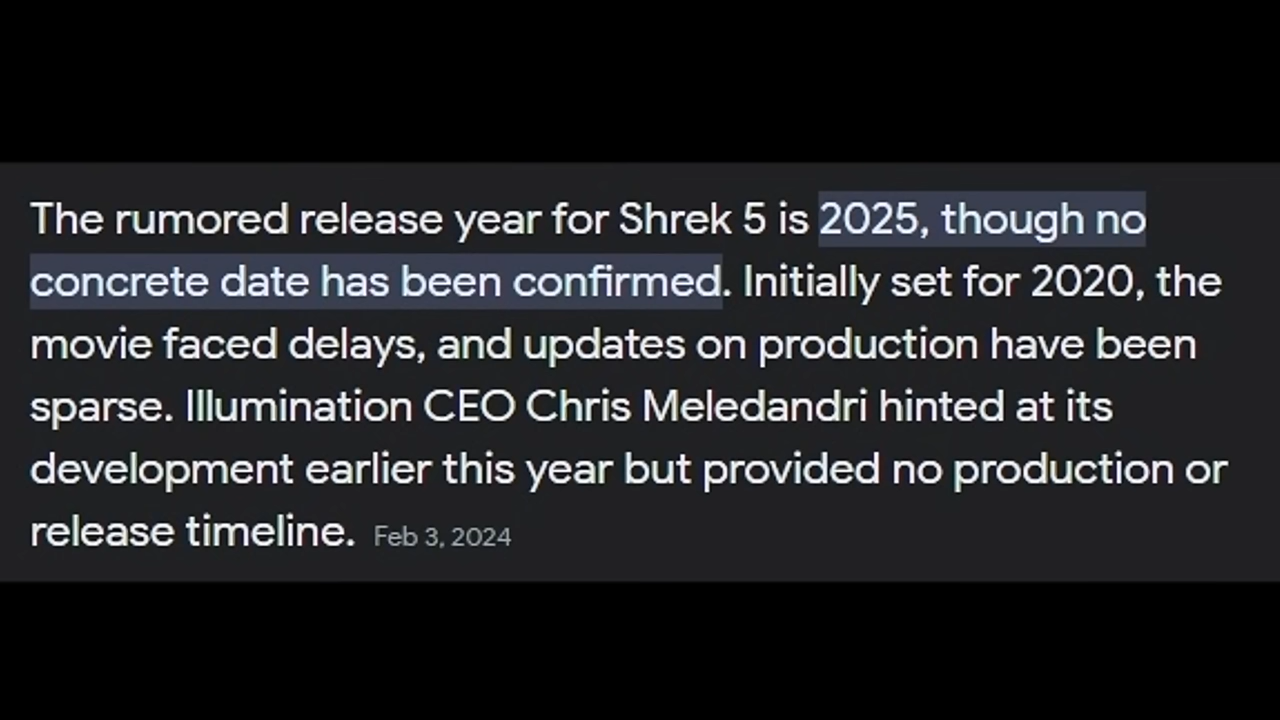 The rumored release year for Shrek 5 is 2025, though no
concrete date has been confirmed. Initially set for 2020, the
movie faced delays, and updates on production have been
sparse. Illumination CEO Chris Meledandri hinted at its
development earlier this year but provided no production or
release timeline. Feb 3, 2024